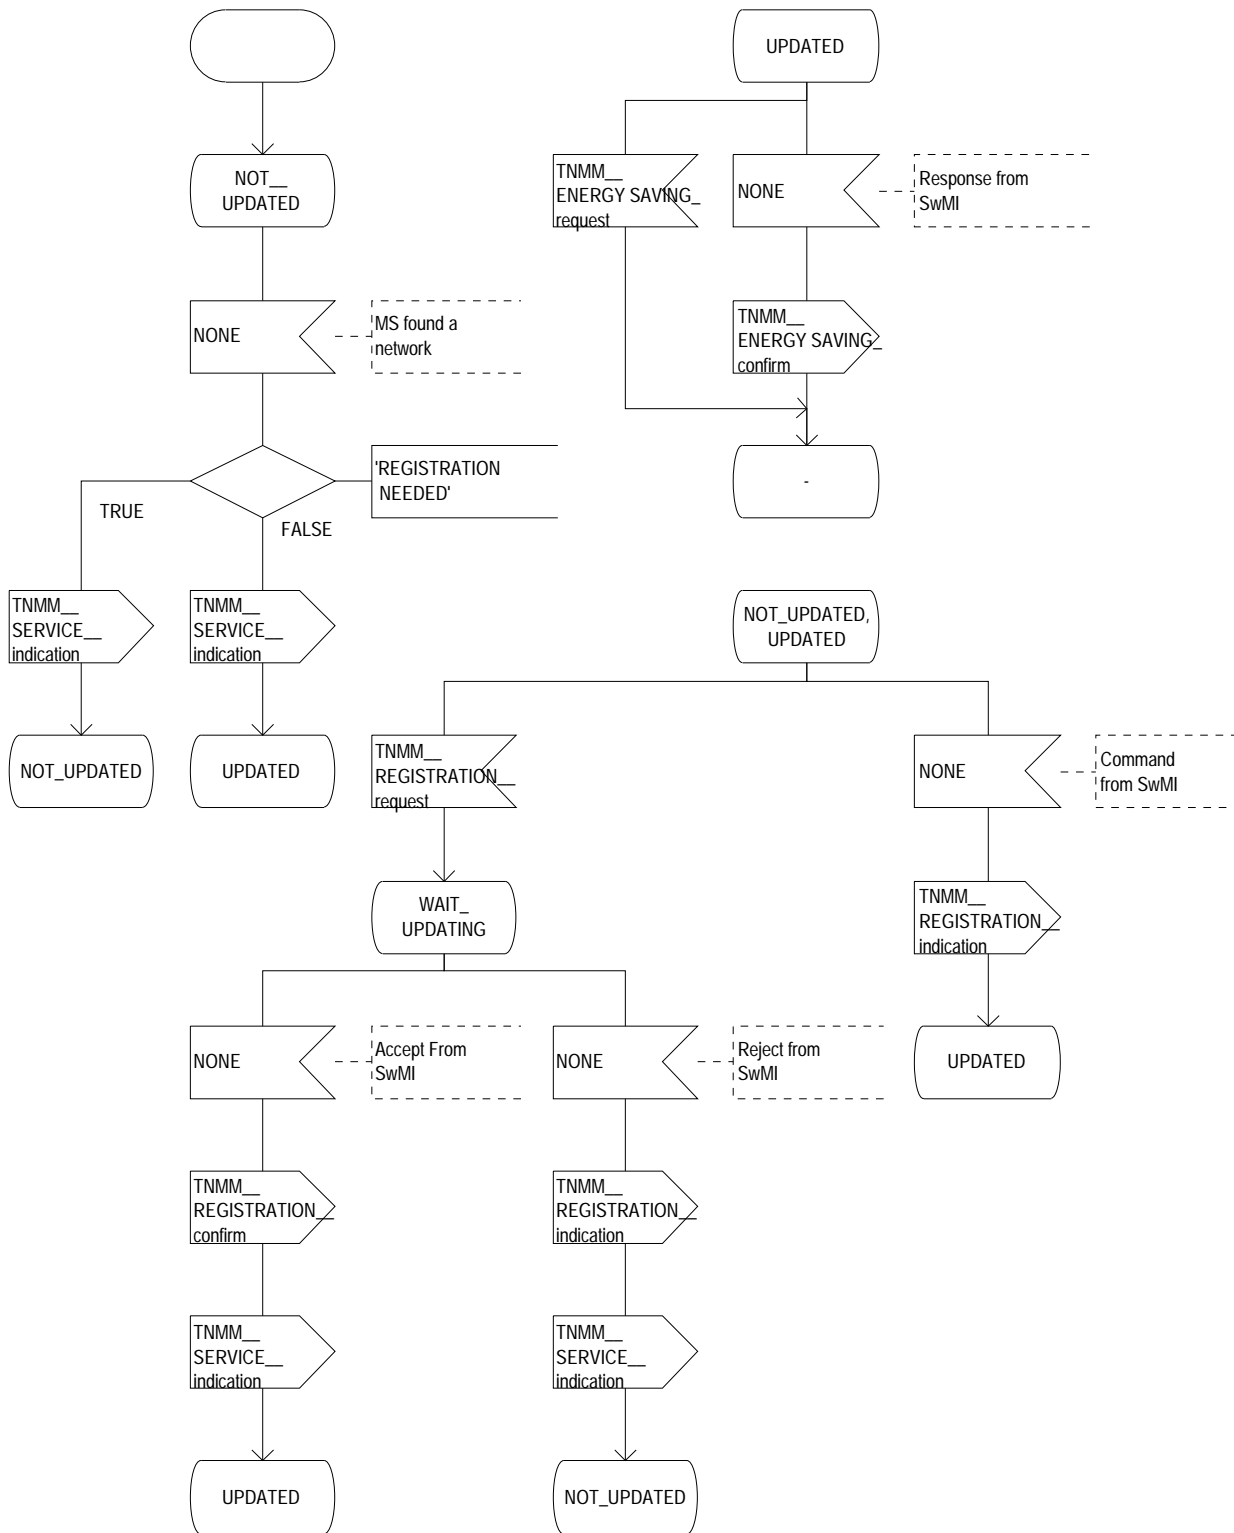 NOT__
UPDATED
NONE
MS found a
network
'REGISTRATION
NEEDED'
TRUE
FALSE
TNMM__
SERVICE__
indication
TNMM__
SERVICE__
indication
NOT_UPDATED
UPDATED
UPDATED
TNMM__
ENERGY SAVING_
request
NONE
Response from
SwMI
TNMM__
ENERGY SAVING_
confirm
-
NOT_UPDATED,
UPDATED
TNMM__
REGISTRATION__
request
NONE
Command
from SwMI
WAIT_
UPDATING
TNMM__
REGISTRATION__
indication
UPDATED
NONE
Accept From
SwMI
NONE
Reject from
SwMI
TNMM__
REGISTRATION__
confirm
TNMM__
REGISTRATION__
indication
TNMM__
SERVICE__
indication
TNMM__
SERVICE__
indication
UPDATED
NOT_UPDATED